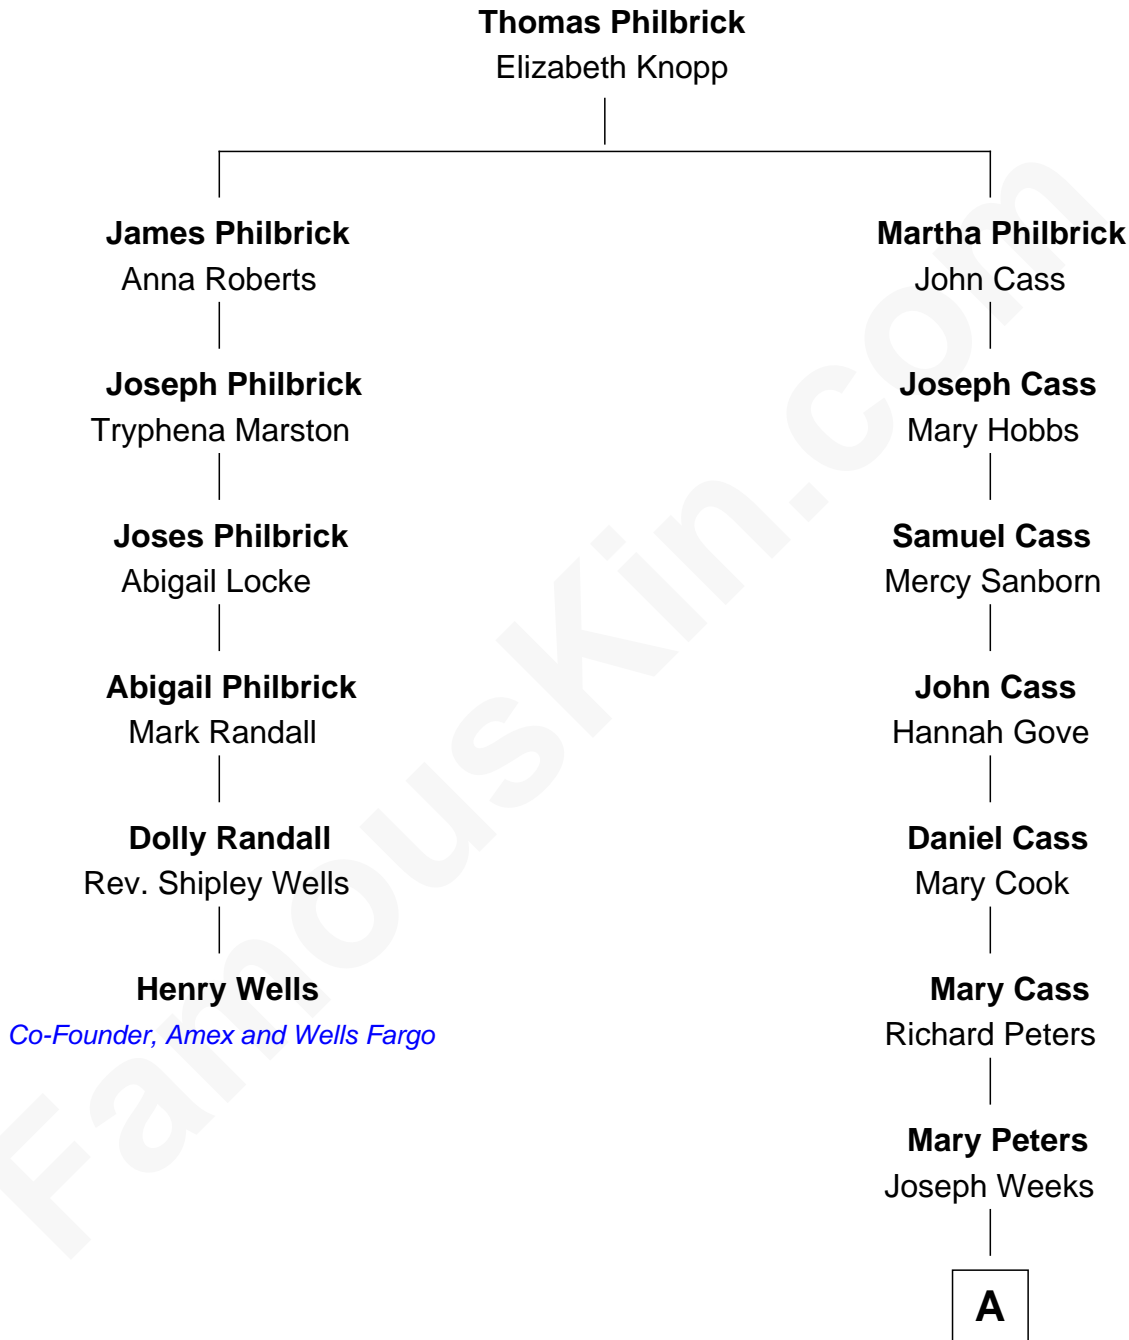 Thomas Philbrick
Elizabeth Knopp
James Philbrick
Anna Roberts
Joseph Philbrick
Tryphena Marston
Joses Philbrick
Abigail Locke
Abigail Philbrick
Mark Randall
Dolly Randall
Rev. Shipley Wells
Henry Wells
Co-Founder, Amex and Wells Fargo
Martha Philbrick
John Cass
Joseph Cass
Mary Hobbs
Samuel Cass
Mercy Sanborn
John Cass
Hannah Gove
Daniel Cass
Mary Cook
Mary Cass
Richard Peters
Mary Peters
Joseph Weeks
A
FamousKin.com